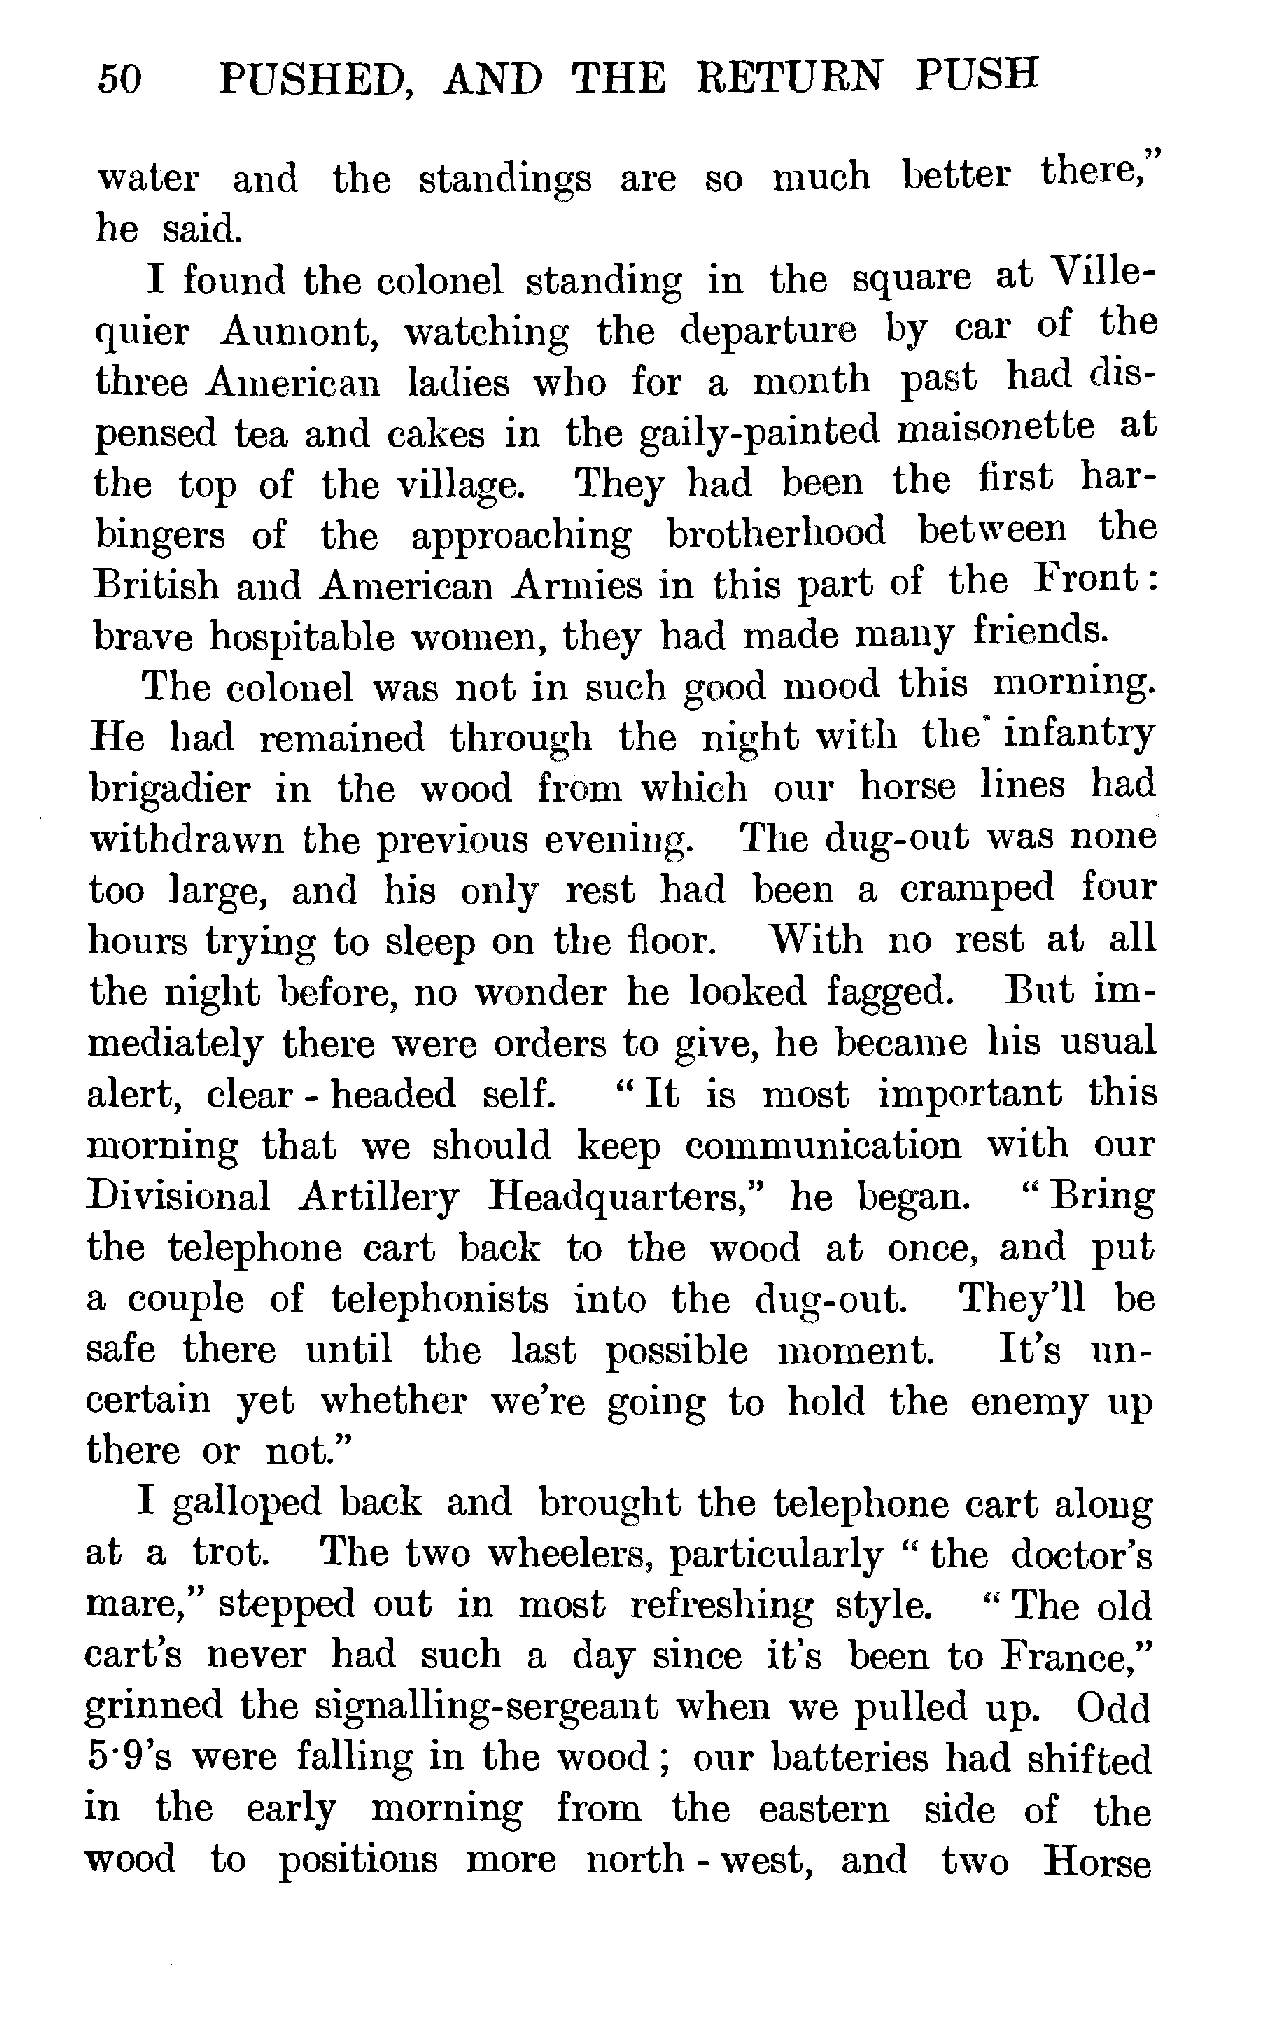 50 PUSHED, AND THE RETURN PUSH
water and the standings are so much better there,"
he said.
I found the colonel standing in the square at Ville-
quier Aumont, watching the departure by car of the
three American ladies who for a month past had dis-
pensed tea and cakes in the gaily-painted maisonette at
the top of the village. They had been the first har-
bingers of the approaching brotherhood between the
British and American Armies in this part of the Front :
brave hospitable women, they had made many friends.
The colonel was not in such good mood this morning.
He had remained through the night with the infantry
brigadier in the wood from which our horse lines had
withdrawn the previous evening. The dug-out was none
too large, and his only rest had been a cramped four
hours trying to sleep on the floor. With no rest at all
the night before, no wonder he looked fagged. But im-
mediately there were orders to give, he became his usual
alert, clear - headed self. " It is most important this
morning that we should keep communication with our
Divisional Artillery Headquarters," he began. " Bring
the telephone cart back to the wood at once, and put
a couple of telephonists into the dug-out. They'll be
safe there until the last possible moment. It's un-
certain yet whether we're going to hold the enemy up
there or not."
I galloped back and brought the telephone cart along
at a trot. The two wheelers, particularly " the doctor's
mare," stepped out in most refreshing style. " The old
cart's never had such a day since it's been to France,"
grinned the signalling-sergeant when we pulled up. Odd
5·9's were falling in the wood ; our batteries had shifted
in the early morning from the eastern side of the
wood to positions more north - west, and two Horse